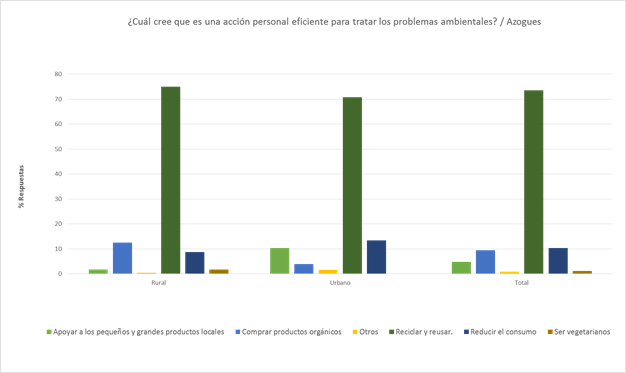 ¿Cuál cree que es una acción personal eficiente para tratar los problemas ambientales? / Azogues
80
70
60
50
40
30
20
10
0
% Respuestas
Rural
Urbano
Total
Apoyar a los pequeños y grandes productos locales
Comprar productos orgánicos
Otros
Reciclar y reusar.
Reducir el consumo
Ser vegetarianos